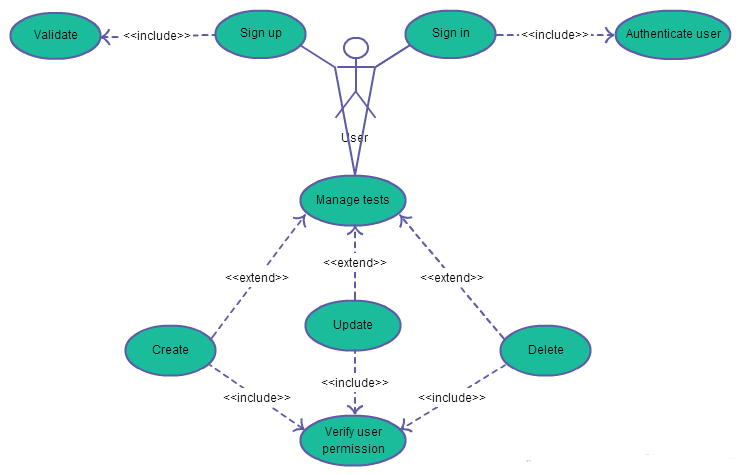 Validate
<<include>>
Sign up
Sign in
<<include>>
Authenticate user
User
Manage tests
<<extend>>
<<extend>>
<<extend>>
Create
Update
Delete
<<include>>
<<include>>
<<include>>
Verify user
permission